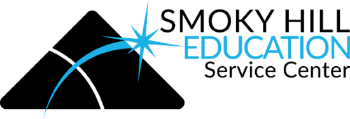 SMOKY HILL
EDUCATION
Service Center